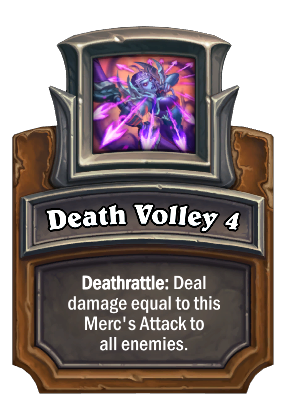 Death Volley 4
Deathrattle: Deal
damage equal to this
Merc's Attack to
all enemies.